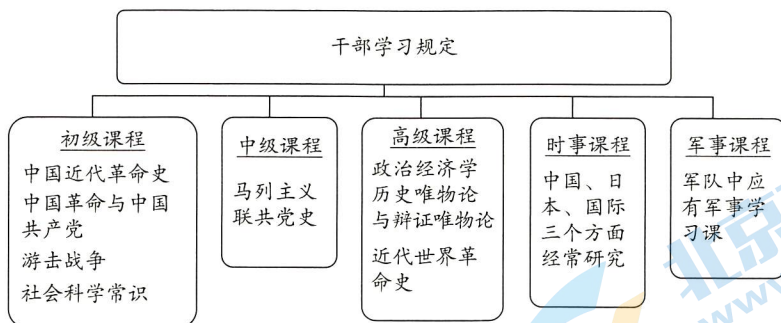 干部学习规定
初级课程
中国近代革命史
中国革命与中国
共产党
游击战争
社会科学常识
中级课程
马列主义
联共党史
高级课程
政治经济学
历史唯物论
与辩证唯物论
近代世界革
命史
时事课程
中国、日
本、国际
三个方面
经常研究
军事课程
军队中应
有军事学
习课
北京
www